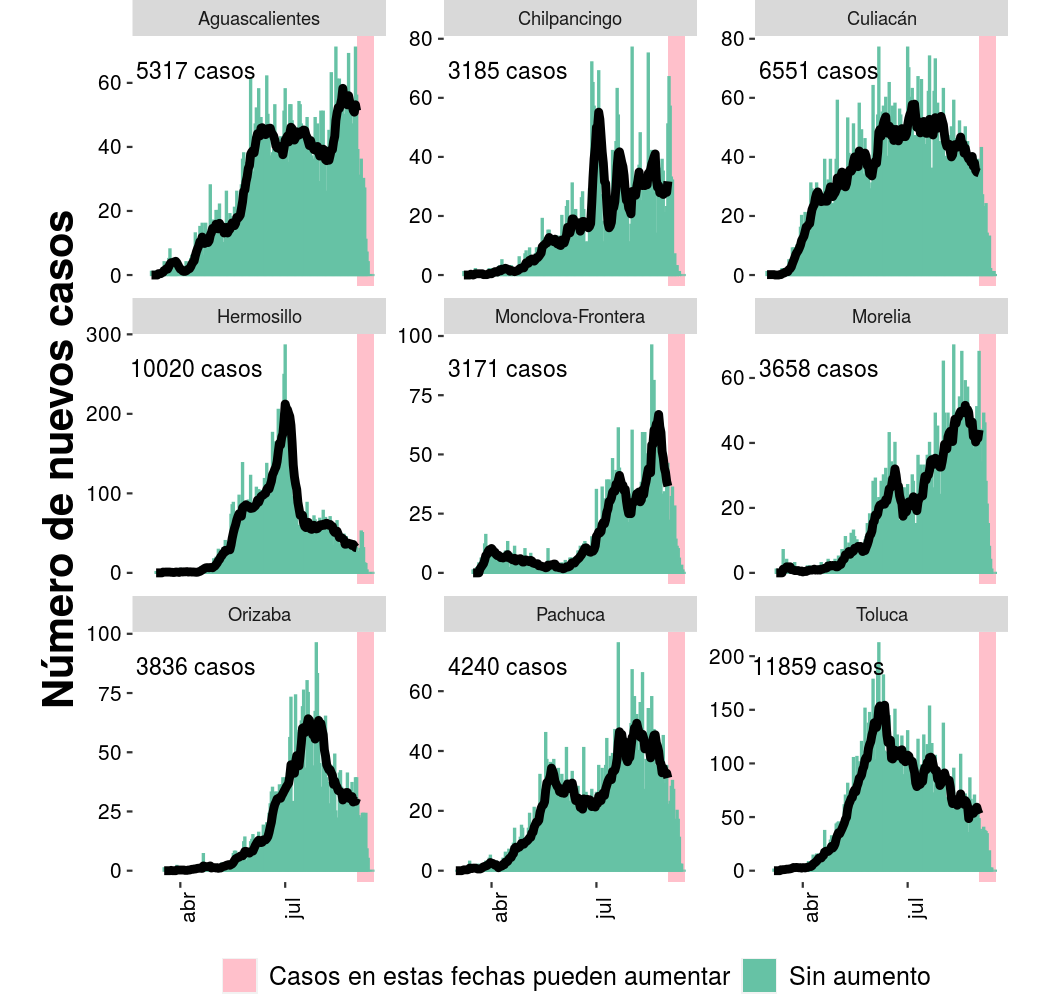 Número de nuevos casos
Aguascalientes
Chilpancingo
Culiacán
5317 casos
3185 casos
6551 casos
60
40
20
0
80
60
40
20
0
80
60
40
20
0
Hermosillo
Monclova-Frontera
Morelia
10020 casos
3171 casos
3658 casos
300
200
100
0
100
75
50
25
0
60
40
20
0
Orizaba
Pachuca
Toluca
3836 casos
4240 casos
11859 casos
100
75
50
25
0
60
40
20
0
200
150
100
50
0
abr
jul
abr
jul
abr
jul
Casos en estas fechas pueden aumentar
Sin aumento